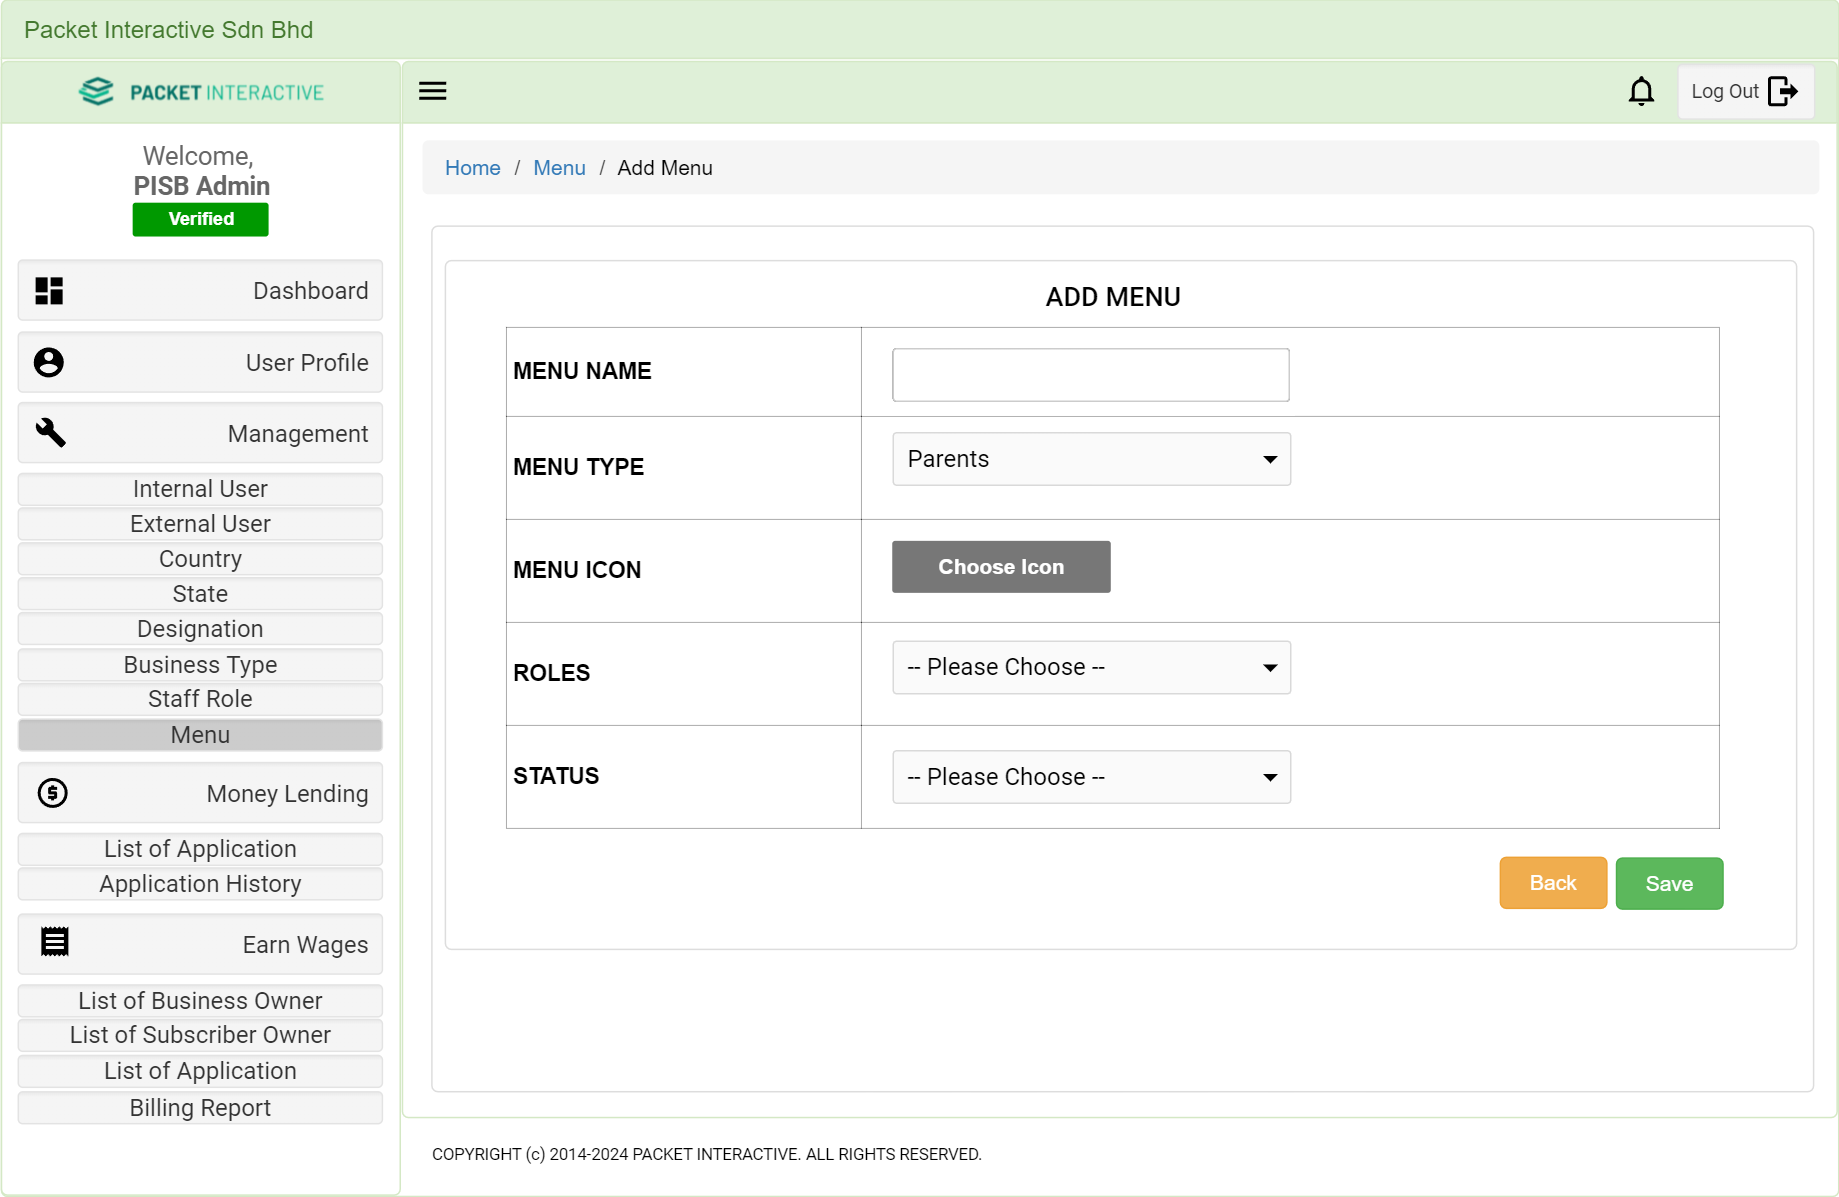 Packet Interactive Sdn Bhd
PACKET INTERACTIVE
Log Out
Welcome,
PISB Admin
Verified
Dashboard
User Profile
Management
Internal User
External User
Country
State
Designation
Business Type
Staff Role
Menu
Money Lending
List of Application
Application History
Earn Wages
List of Business Owner
List of Subscriber Owner
List of Application
Billing Report
Home / Menu / Add Menu
ADD MENU
MENU NAME
MENU TYPE
Parents
MENU ICON
Choose Icon
ROLES
-- Please Choose --
STATUS
-- Please Choose --
Back
Save
COPYRIGHT (c) 2014-2024 PACKET INTERACTIVE. ALL RIGHTS RESERVED.